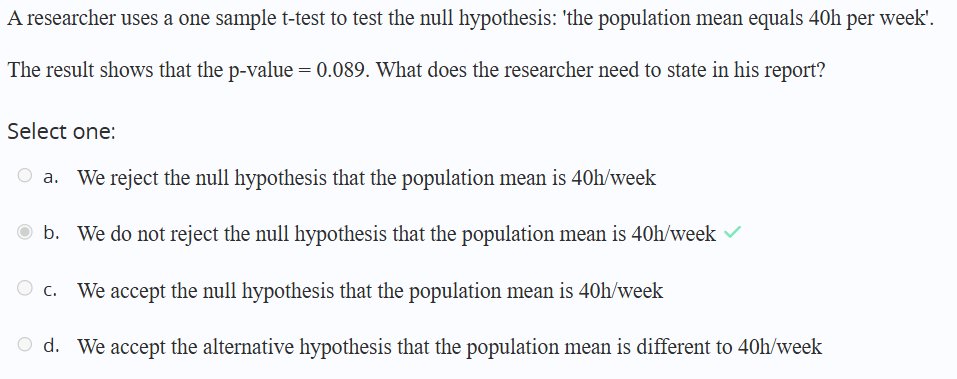 A researcher uses a one sample t-test to test the null hypothesis: 'the population mean equals 40h per week'.
The result shows that the p-value = 0.089. What does the researcher need to state in his report?
Select one:
a. We reject the null hypothesis that the population mean is 40h/week
b. We do not reject the null hypothesis that the population mean is 40h/week
c. We accept the null hypothesis that the population mean is 40h/week
d. We accept the alternative hypothesis that the population mean is different to 40h/week